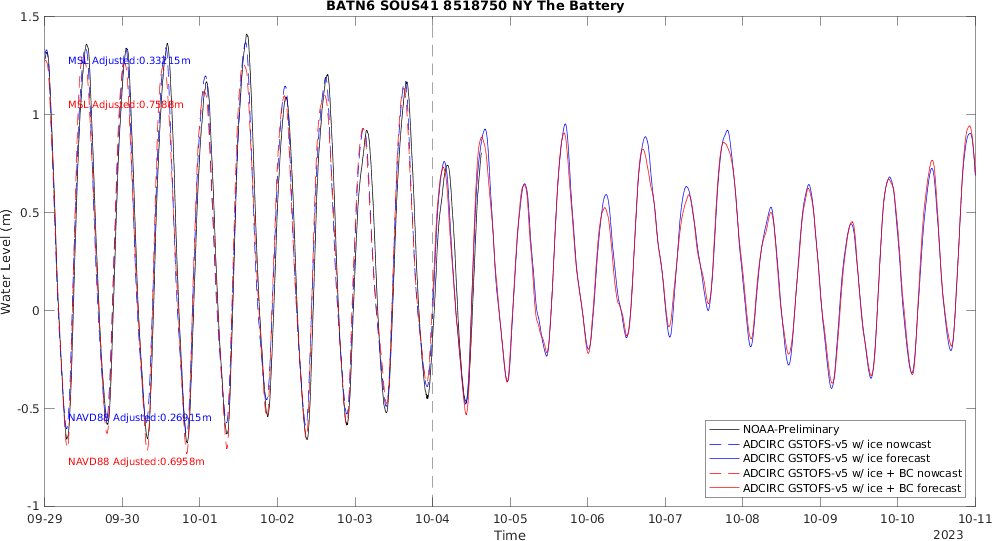 BATN6 SOUS41 8518750 NY The Battery
1.5
MSL Adjusted:0.33215m
MSL Adjusted:0.7588m
1
0.5
Water Level (m)
0
-0.5
NAVD88 Adjusted:0.26915m
NAVD88 Adjusted:0.6958m
-1
NOAA-Preliminary
ADCIRC GSTOFS-v5 w/ ice nowcast
ADCIRC GSTOFS-v5 w/ ice forecast
ADCIRC GSTOFS-v5 w/ ice + BC nowcast
ADCIRC GSTOFS-v5 w/ ice + BC forecast
09-29 09-30 10-01 10-02 10-03 10-04 10-05 10-06 10-07 10-08 10-09 10-10 10-11
Time
2023